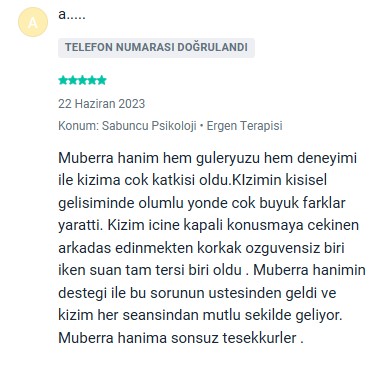 A
a.....
TELEFON NUMARASI DOĞRULANDI
22 Haziran 2023
Konum: Sabuncu Psikoloji • Ergen Terapisi
Muberra hanim hem guleryuzu hem deneyimi
ile kizima cok katkisi oldu.KIzimin kisisel
gelisiminde olumlu yonde cok buyuk farklar
yaratti. Kizim icine kapali konusmaya cekinen
arkadas edinmekten korkak ozguvensiz biri
iken suan tam tersi biri oldu . Muberra hanimin
destegi ile bu sorunun ustesinden geldi ve
kizim her seansindan mutlu sekilde geliyor.
Muberra hanima sonsuz tesekkurler .